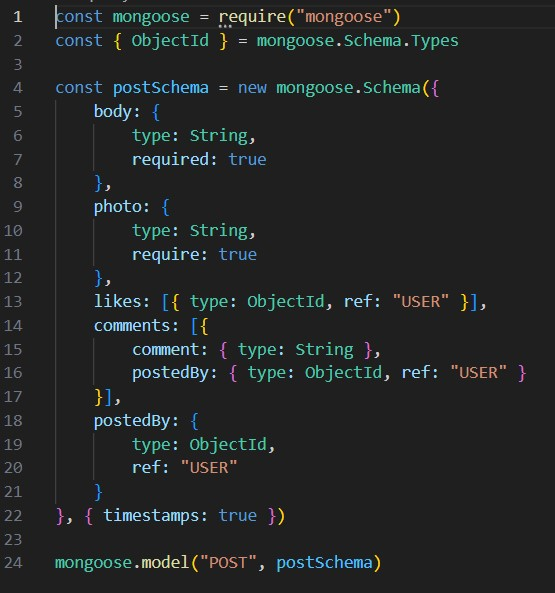 1 const mongoose = require("mongoose")
2 const { ObjectId } = mongoose.Schema.Types
3
4 const postSchema = new mongoose.Schema({
5     body: {
6         type: String,
7         required: true
8     },
9     photo: {
10         type: String,
11         require: true
12     },
13     likes: [{ type: ObjectId, ref: "USER" }],
14     comments: [{
15         comment: { type: String },
16         postedBy: { type: ObjectId, ref: "USER" }
17     }],
18     postedBy: {
19         type: ObjectId,
20         ref: "USER"
21     }
22 }, { timestamps: true })
23
24 mongoose.model("POST", postSchema)